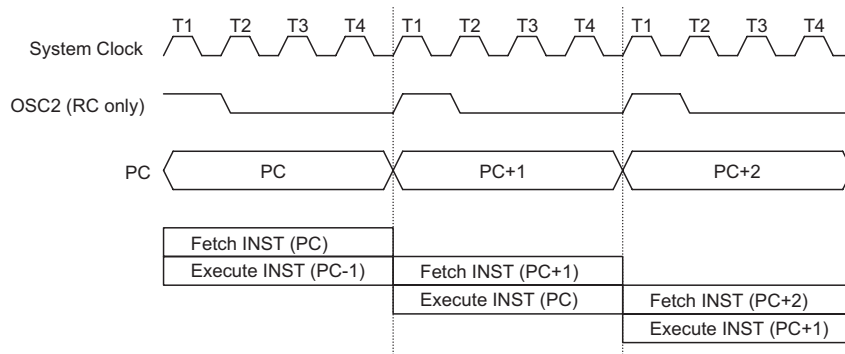 T1 T2 T3 T4 T1 T2 T3 T4 T1 T2 T3 T4
System Clock
OSC2 (RC only)
PC PC PC+1 PC+2
Fetch INST (PC)
Execute INST (PC-1) Fetch INST (PC+1)
Execute INST (PC) Fetch INST (PC+2)
Execute INST (PC+1)